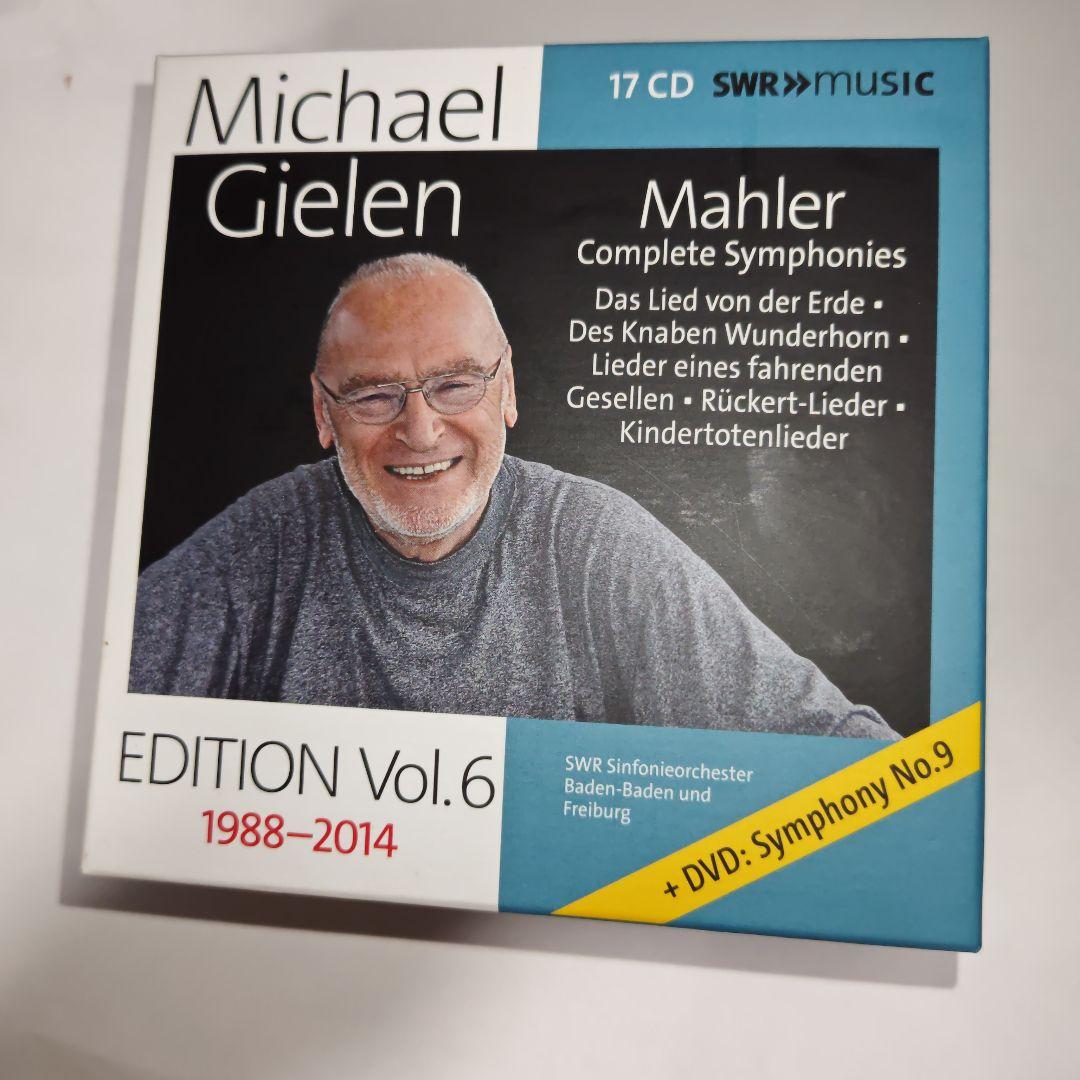 Michael
Gielen
17 CD SWR»music
Mahler
Complete Symphonies
Das Lied von der Erde ▪
Des Knaben Wunderhorn ▪
Lieder eines fahrenden
Gesellen ▪ Rückert-Lieder ▪
Kindertotenlieder
EDITION Vol. 6
1988–2014
SWR Sinfonieorchester
Baden-Baden und
Freiburg
+ DVD: Symphony No.9